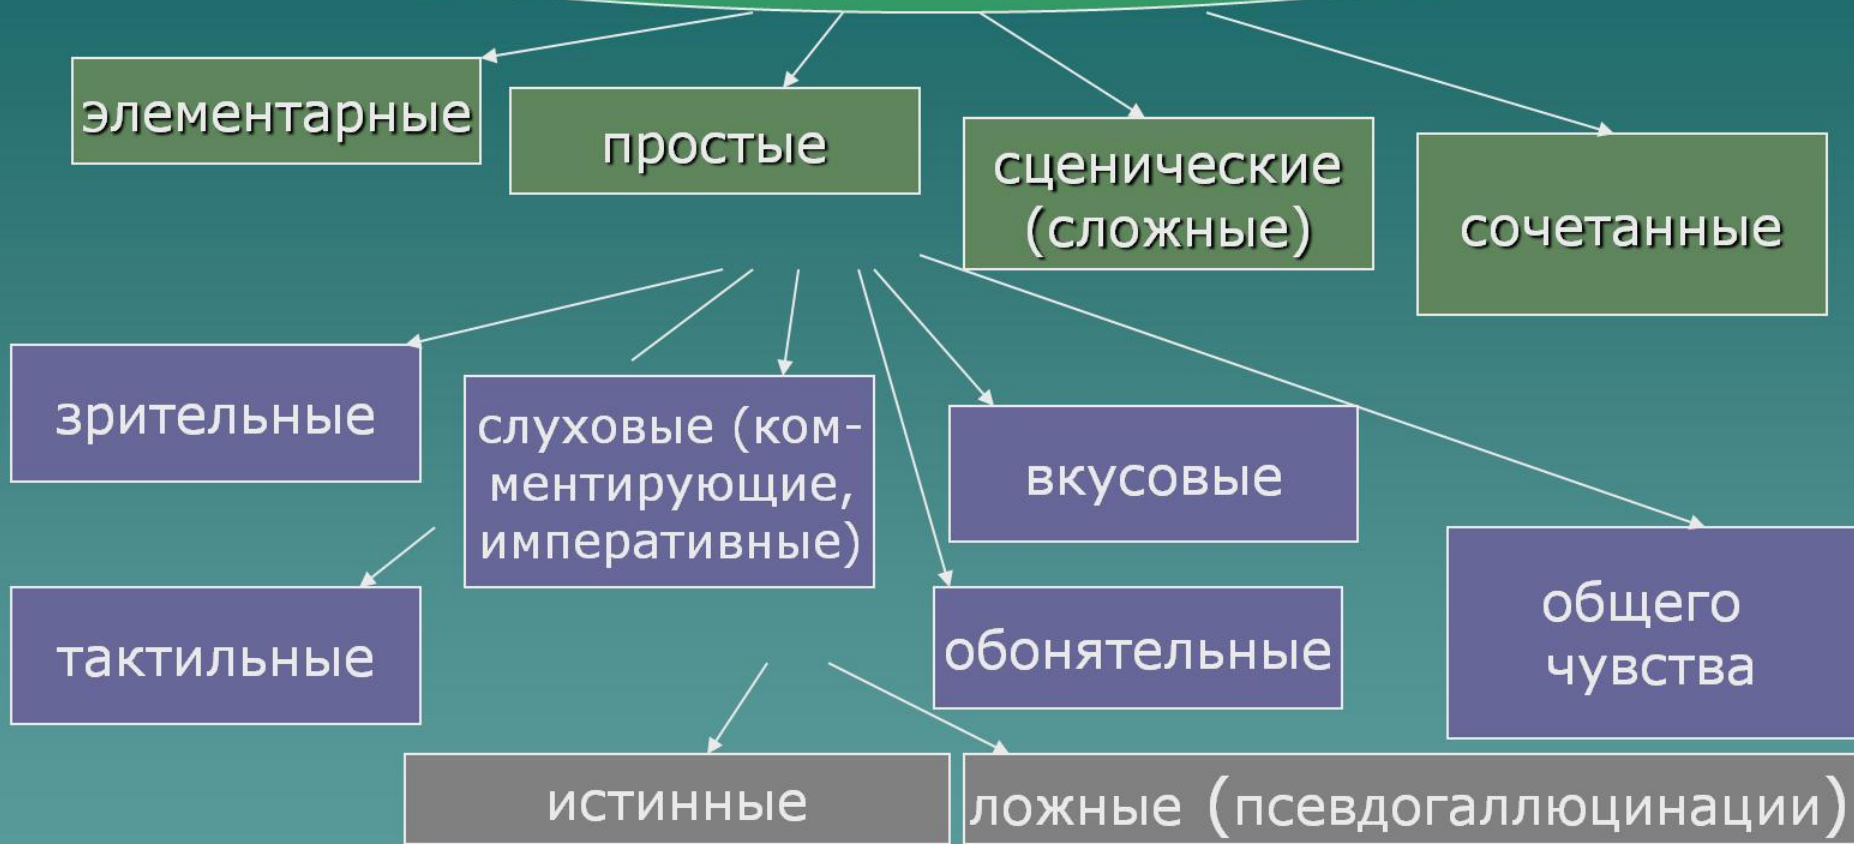 элементарные
простые
сценические
(сложные)
сочетанные
зрительные
слуховые (ком-
ментирующие,
императивные)
вкусовые
тактильные
обонятельные
общего
чувства
истинные
ложные (псевдогаллюцинации)